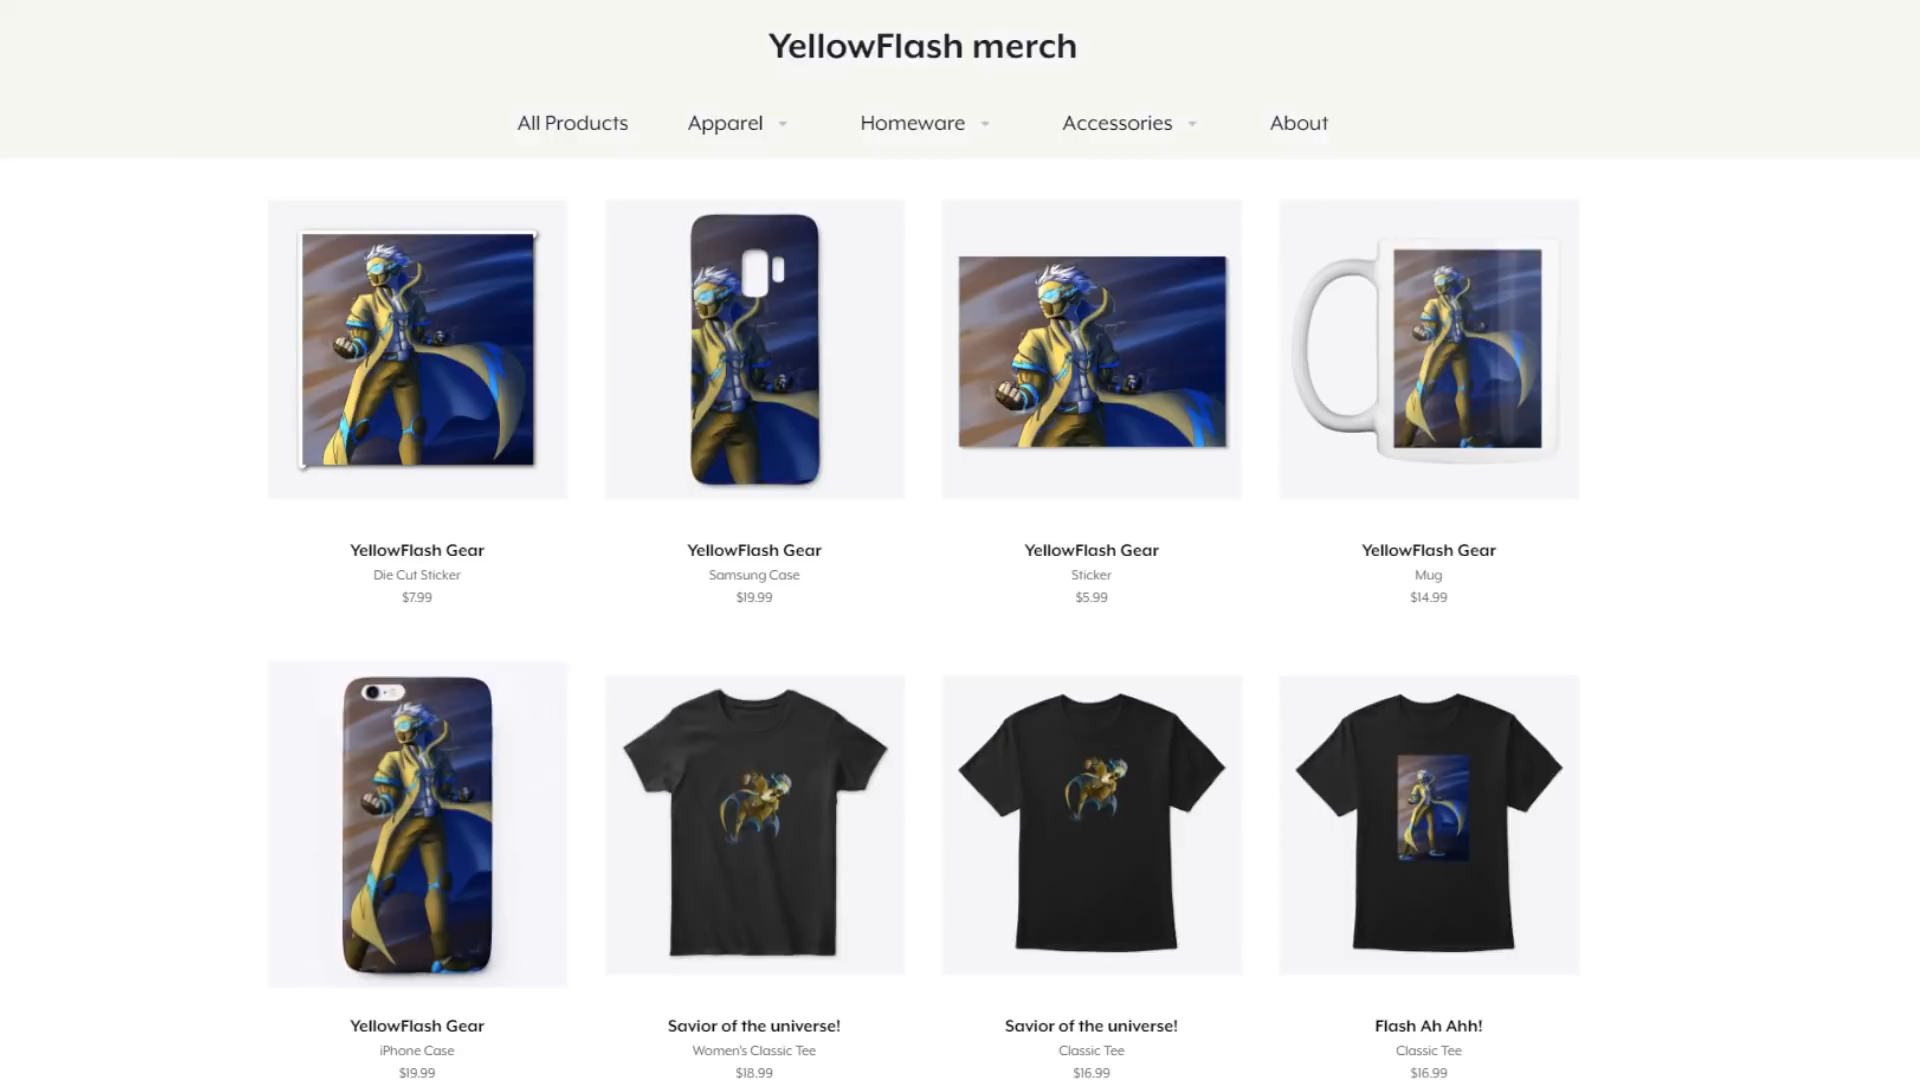 YellowFlash merch
All Products Apparel Homeware Accessories About
YellowFlash Gear
Die Cut Sticker
$7.99
YellowFlash Gear
Samsung Case
$19.99
YellowFlash Gear
Sticker
$5.99
YellowFlash Gear
Mug
$14.99
YellowFlash Gear
iPhone Case
$19.99
Savior of the universe!
Women's Classic Tee
$18.99
Savior of the universe!
Classic Tee
$16.99
Flash Ah Ahh!
Classic Tee
$16.99